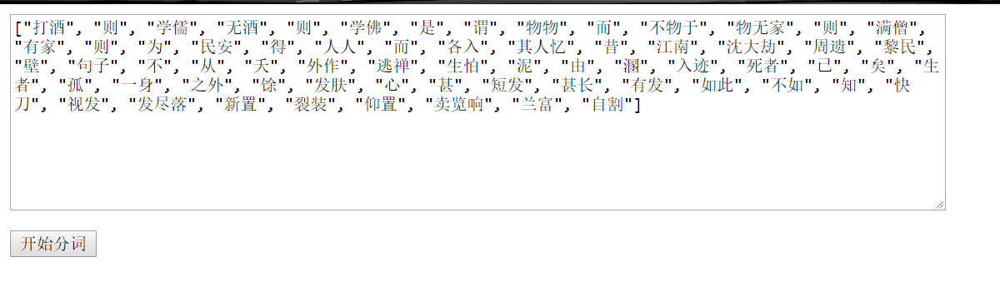 ["打酒", "则", "学儒", "无酒", "则", "学佛", "是", "谓", "物物", "而", "不物于", "物无家", "则", "满僧",
"有家", "则", "为", "民安", "得", "人人", "而", "各入", "其人忆", "昔", "江南", "沈大劫", "周遗", "黎民",
"壁", "句子", "不", "从", "夭", "外作", "逃禅", "生怕", "泥", "由", "溷", "入迹", "死者", "已", "矣", "生
者", "孤", "一身", "之外", "馀", "发肤", "心", "甚", "短发", "甚长", "有发", "如此", "不如", "知", "快
刀", "视发", "发尽落", "新置", "裂装", "仰置", "卖览响", "兰富", "自割"]
开始分词